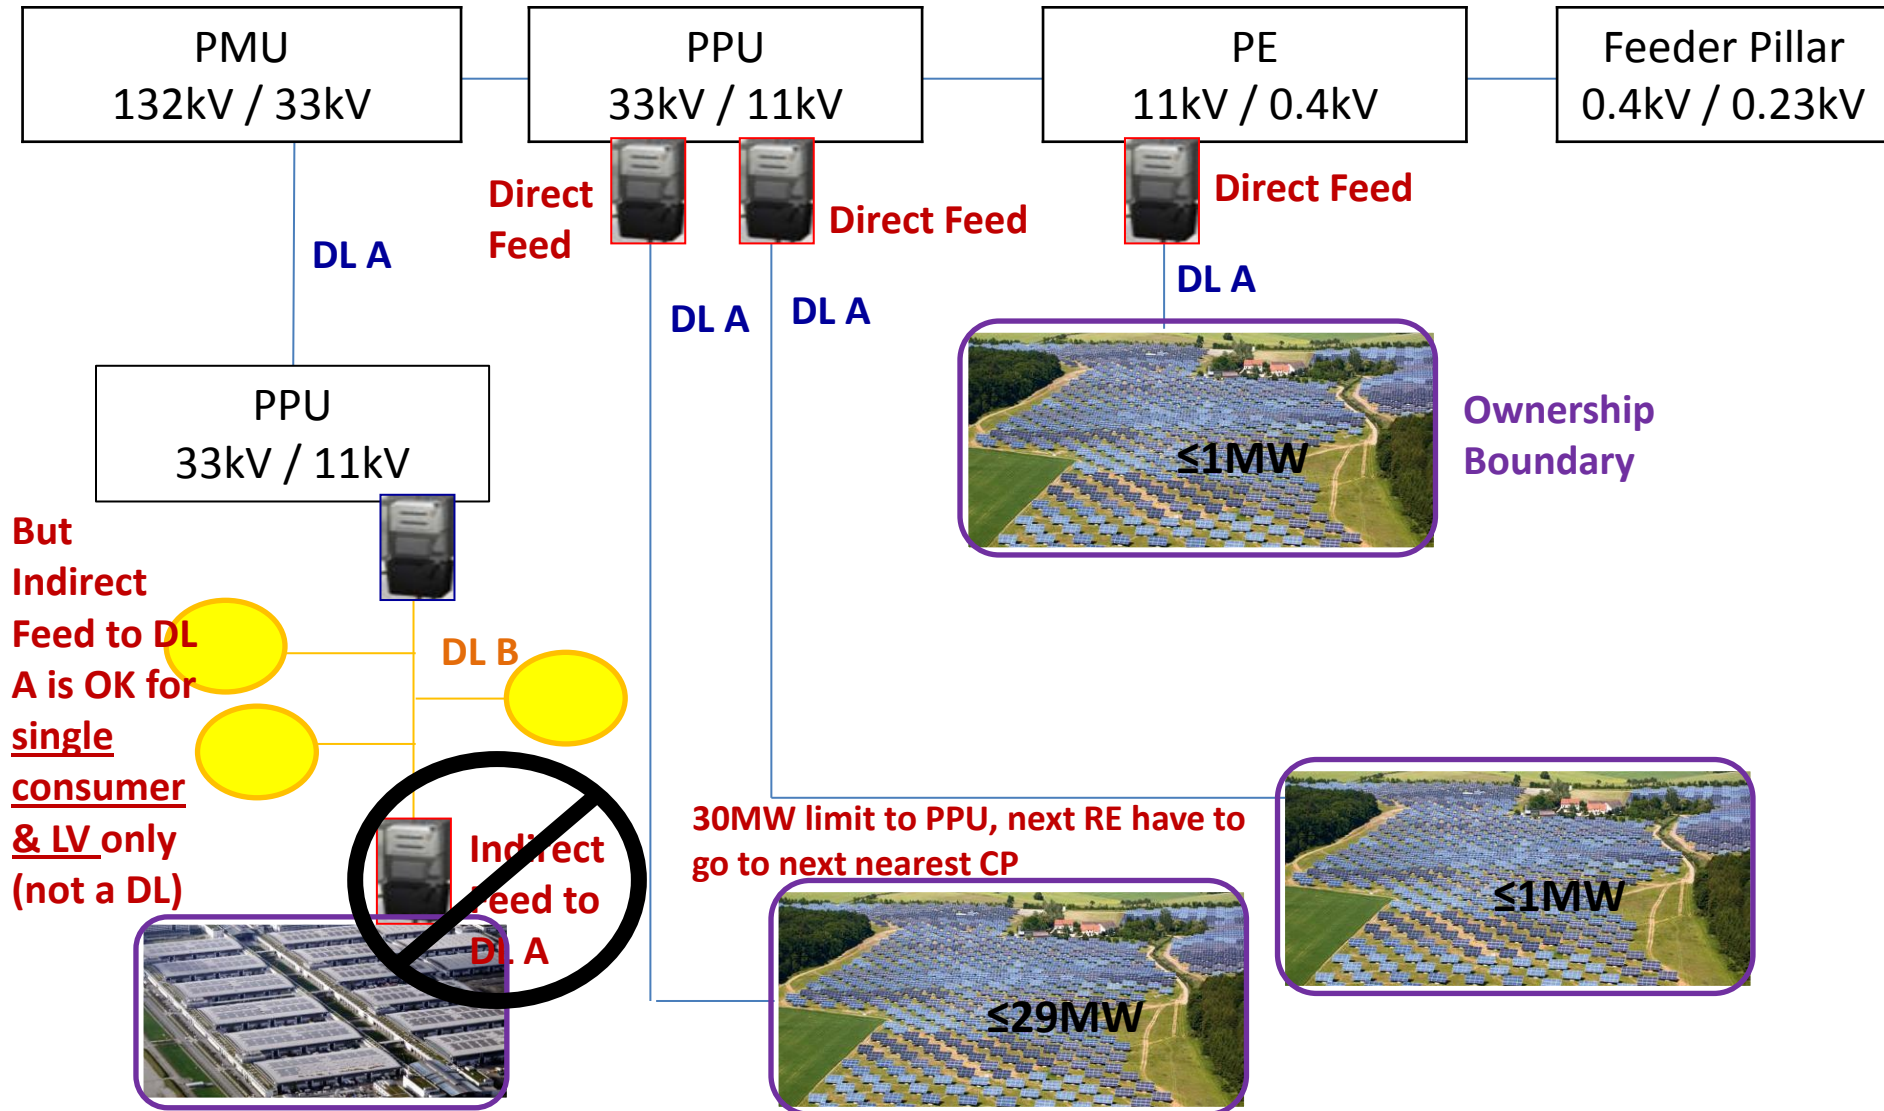 PMU
132kV / 33kV
PPU
33kV / 11kV
PE
11kV / 0.4kV
Feeder Pillar
0.4kV / 0.23kV
Direct
Feed
Direct Feed
Direct Feed
DL A
DL A
DL A
DL A
PPU
33kV / 11kV
≤1MW
Ownership
Boundary
But
Indirect
Feed to DL
A is OK for
single
consumer
& LV only
(not a DL)
DL B
Indirect
Feed to
DL A
30MW limit to PPU, next RE have to
go to next nearest CP
≤1MW
≤29MW